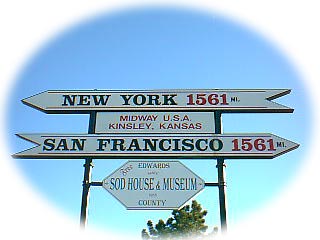 NEW YORK 1561 MI.
MIDWAY U.S.A.
KINSLEY, KANSAS
SAN FRANCISCO 1561 MI.
EDWARDS
SOD HOUSE & MUSEUM
COUNTY